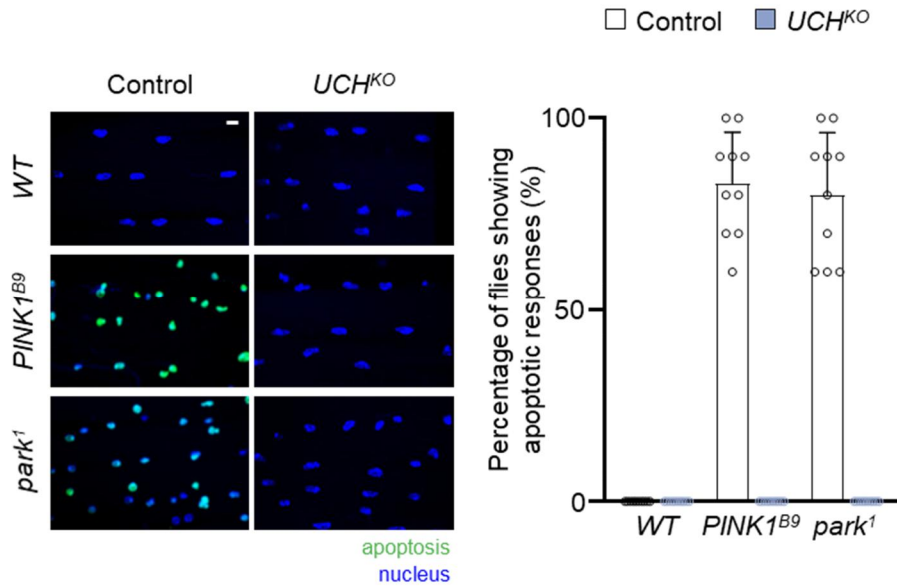 Control UCH^KO
Control UCH^KO
WT
PINK1^B9
park^1
apoptosis
nucleus
Percentage of flies showing
apoptotic responses (%)
100
50
0
WT PINK1^B9 park^1